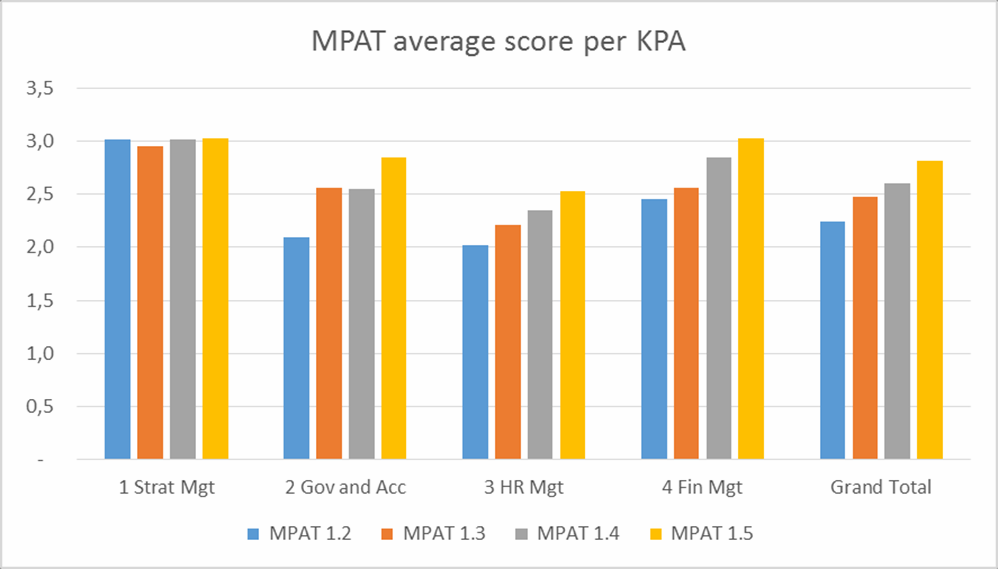 MPAT average score per KPA
3,5
3,0
2,5
2,0
1,5
1,0
0,5
-
1 Strat Mgt 2 Gov and Acc 3 HR Mgt 4 Fin Mgt Grand Total
MPAT 1.2 MPAT 1.3 MPAT 1.4 MPAT 1.5